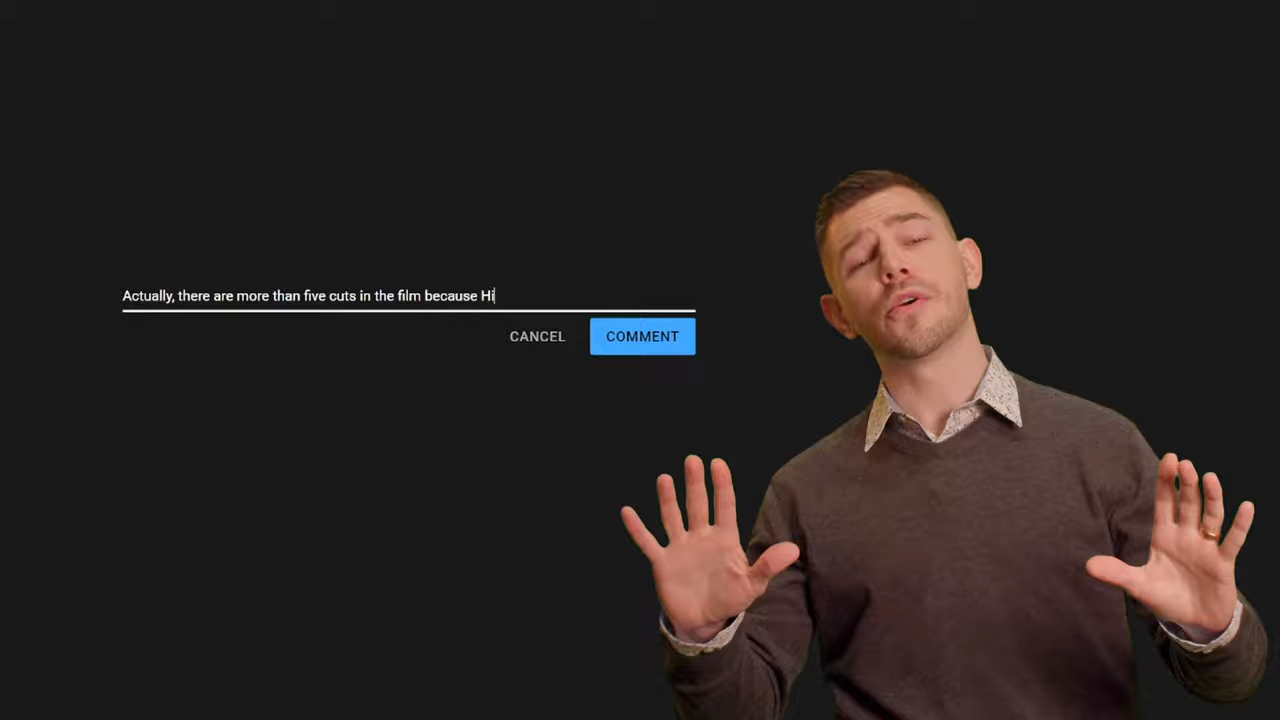 Actually, there are more than five cuts in the film because Hi
CANCEL COMMENT